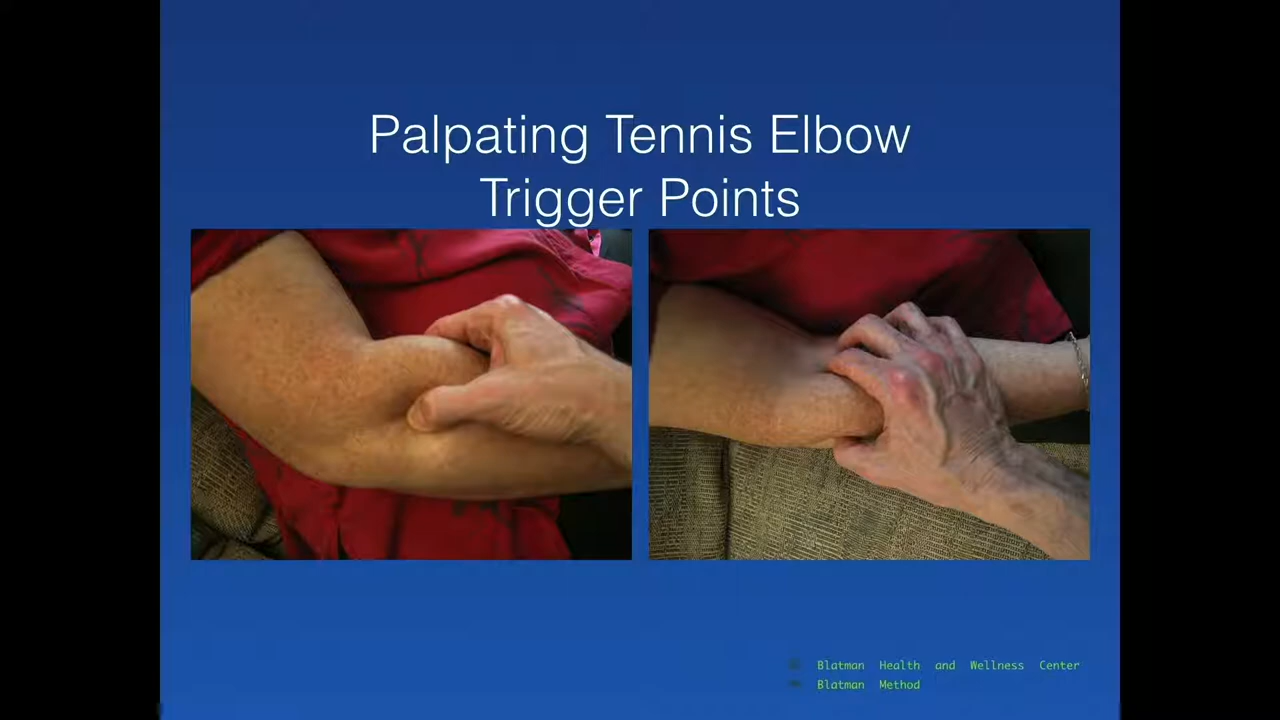 Palpating Tennis Elbow
Trigger Points
Blatman Health and Wellness Center
Blatman Method